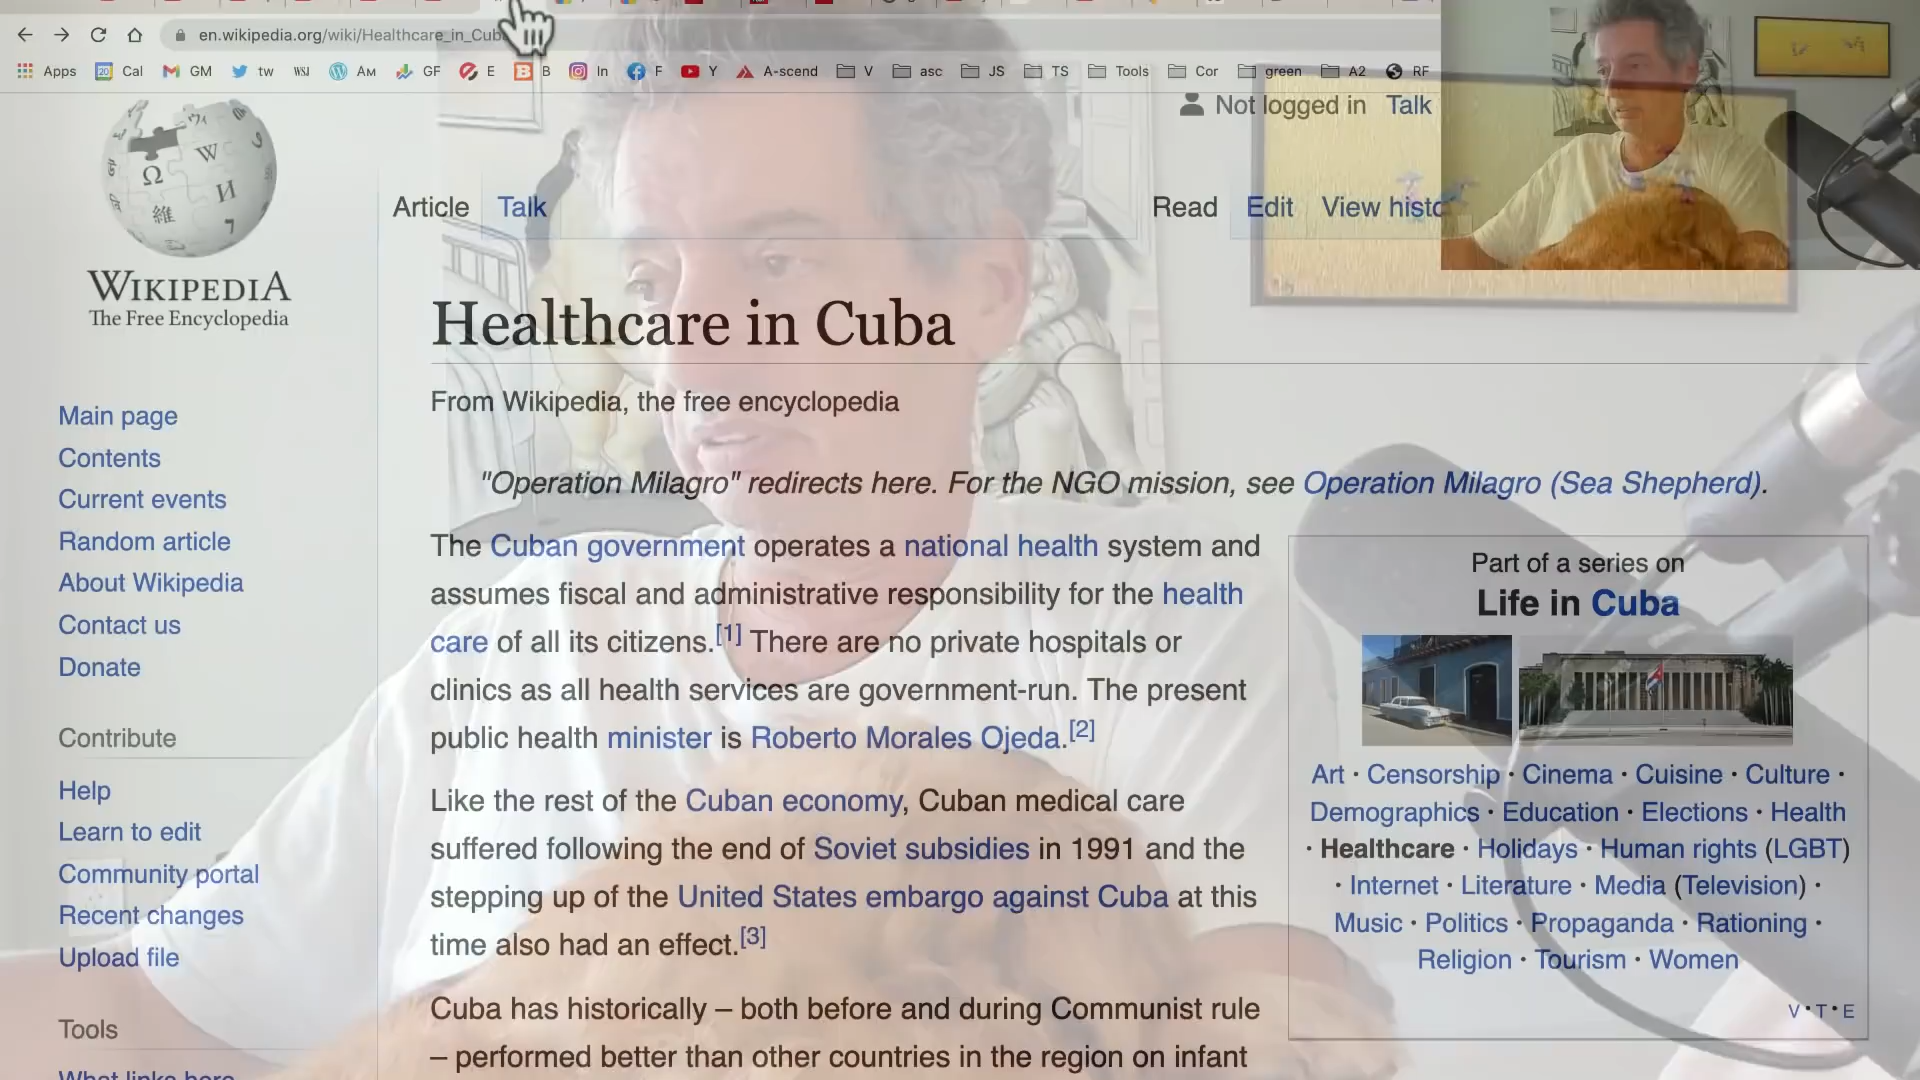 en.wikipedia.org/wiki/Healthcare_in_Cub
Apps Cal GM tw WSJ AM GF E B In F Y A-scend V asc JS TS Tools Cor green A2 RF
Not logged in Talk
WIKIPEDIA
The Free Encyclopedia
Article Talk Read Edit View histo
Healthcare in Cuba
From Wikipedia, the free encyclopedia
"Operation Milagro" redirects here. For the NGO mission, see Operation Milagro (Sea Shepherd).
The Cuban government operates a national health system and
assumes fiscal and administrative responsibility for the health
care of all its citizens.[1] There are no private hospitals or
clinics as all health services are government-run. The present
public health minister is Roberto Morales Ojeda.[2]
Like the rest of the Cuban economy, Cuban medical care
suffered following the end of Soviet subsidies in 1991 and the
stepping up of the United States embargo against Cuba at this
time also had an effect.[3]
Cuba has historically – both before and during Communist rule
– performed better than other countries in the region on infant
Part of a series on
Life in Cuba
Art · Censorship · Cinema · Cuisine · Culture ·
Demographics · Education · Elections · Health
· Healthcare · Holidays · Human rights (LGBT)
· Internet · Literature · Media (Television) ·
Music · Politics · Propaganda · Rationing ·
Religion · Tourism · Women
V·T·E
Main page
Contents
Current events
Random article
About Wikipedia
Contact us
Donate
Contribute
Help
Learn to edit
Community portal
Recent changes
Upload file
Tools
What links here